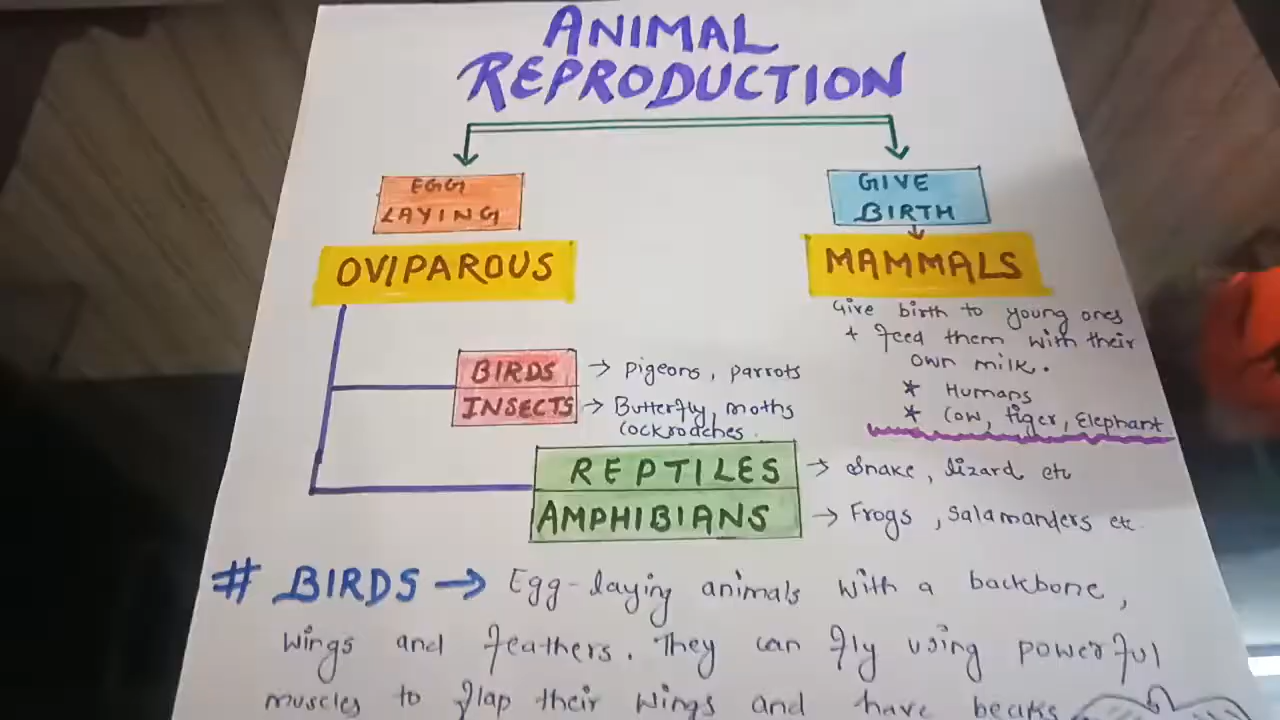 ANIMAL
REPRODUCTION
EGG
LAYING
OVIPAROUS
GIVE
BIRTH
MAMMALS
Give birth to young ones
+ feed them with their
own milk.
* Humans
* Cow, tiger, Elephant
BIRDS → pigeons, parrots
INSECTS → Butterfly, moths
cockroaches.
REPTILES → Snake, lizard etc
AMPHIBIANS → Frogs, Salamanders etc
# BIRDS → Egg-laying animals with a backbone,
wings and feathers. They can fly using powerful
muscles to flap their wings and have beaks